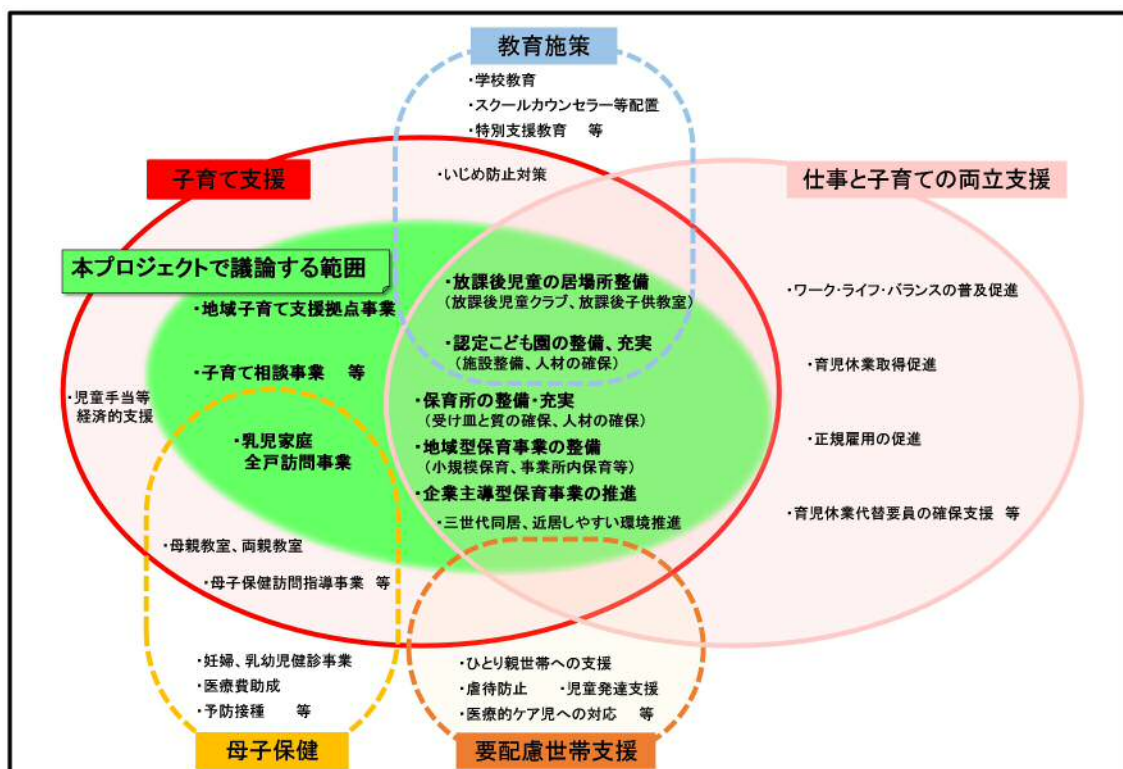 教育施策
・学校教育
・スクールカウンセラー等配置
・特別支援教育　等
子育て支援
・いじめ防止対策
仕事と子育ての両立支援
本プロジェクトで議論する範囲
・地域子育て支援拠点事業
・子育て相談事業　等
・児童手当等
経済的支援
・乳児家庭
全戸訪問事業
・放課後児童の居場所整備
(放課後児童クラブ、放課後子供教室)
・認定こども園の整備、充実
(施設整備、人材の確保)
・保育所の整備・充実
(受け皿と質の確保、人材の確保)
・地域型保育事業の整備
(小規模保育、事業所内保育等)
・企業主導型保育事業の推進
・三世代同居、近居しやすい環境推進
・ワーク・ライフ・バランスの普及促進
・育児休業取得促進
・正規雇用の促進
・育児休業代替要員の確保支援 等
・母親教室、両親教室
・母子保健訪問指導事業　等
・妊婦、乳幼児健診事業
・医療費助成
・予防接種　　等
母子保健
・ひとり親世帯への支援
・虐待防止　　・児童発達支援
・医療的ケア児への対応　等
要配慮世帯支援